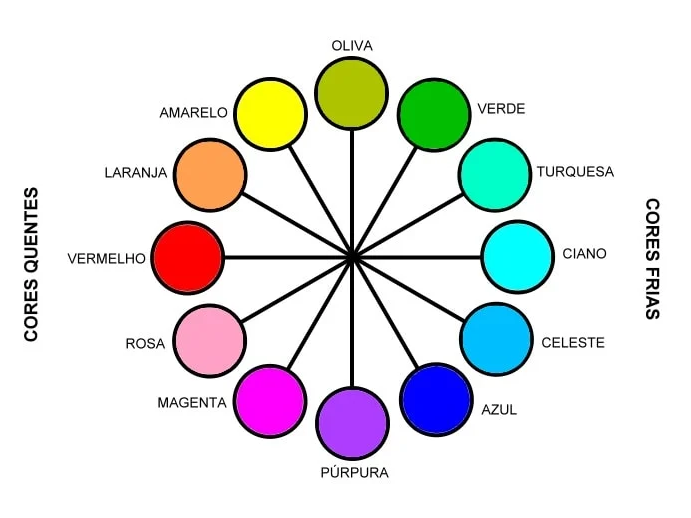 OLIVA
AMARELO
VERDE
LARANJA
TURQUESA
CORES QUENTES
VERMELHO
CIANO
CORES FRIAS
ROSA
CELESTE
MAGENTA
AZUL
PÚRPURA